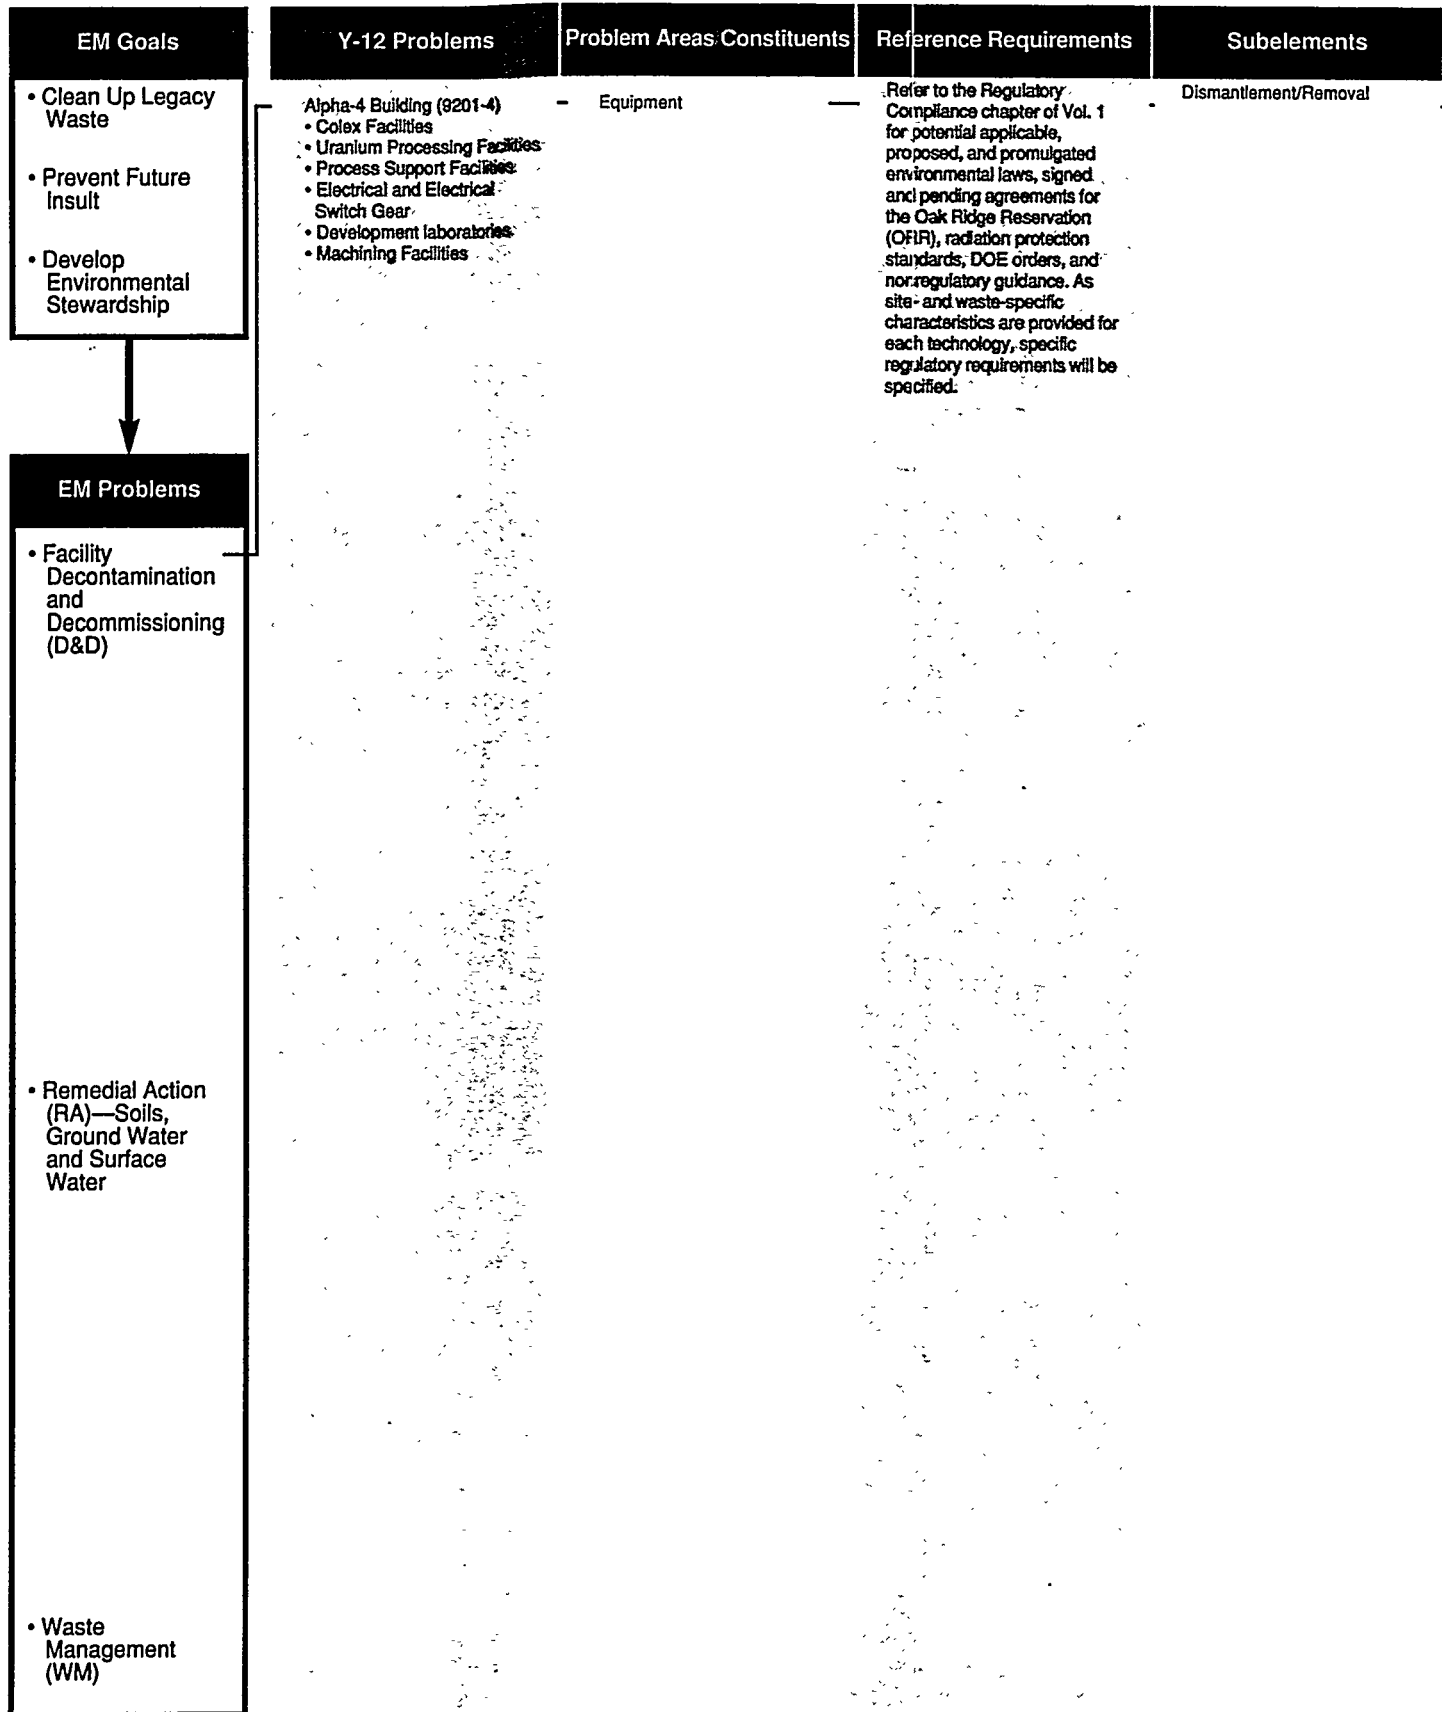 EM Goals
• Clean Up Legacy
Waste
• Prevent Future
Insult
• Develop
Environmental
Stewardship
EM Problems
• Facility
Decontamination
and
Decommissioning
(D&D)
• Remedial Action
(RA)—Soils,
Ground Water
and Surface
Water
• Waste
Management
(WM)
Y-12 Problems
Alpha-4 Building (9201-4)
• Colex Facilities
• Uranium Processing Facilities
• Process Support Facilities
• Electrical and Electrical
Switch Gear
• Development laboratories
• Machining Facilities
Problem Areas Constituents
Equipment
Reference Requirements
Refer to the Regulatory
Compliance chapter of Vol. 1
for potential applicable,
proposed, and promulgated
environmental laws, signed
and pending agreements for
the Oak Ridge Reservation
(ORR), radiation protection
standards, DOE orders, and
nonregulatory guidance. As
site- and waste-specific
characteristics are provided for
each technology, specific
regulatory requirements will be
specified.
Subelements
Dismantlement/Removal